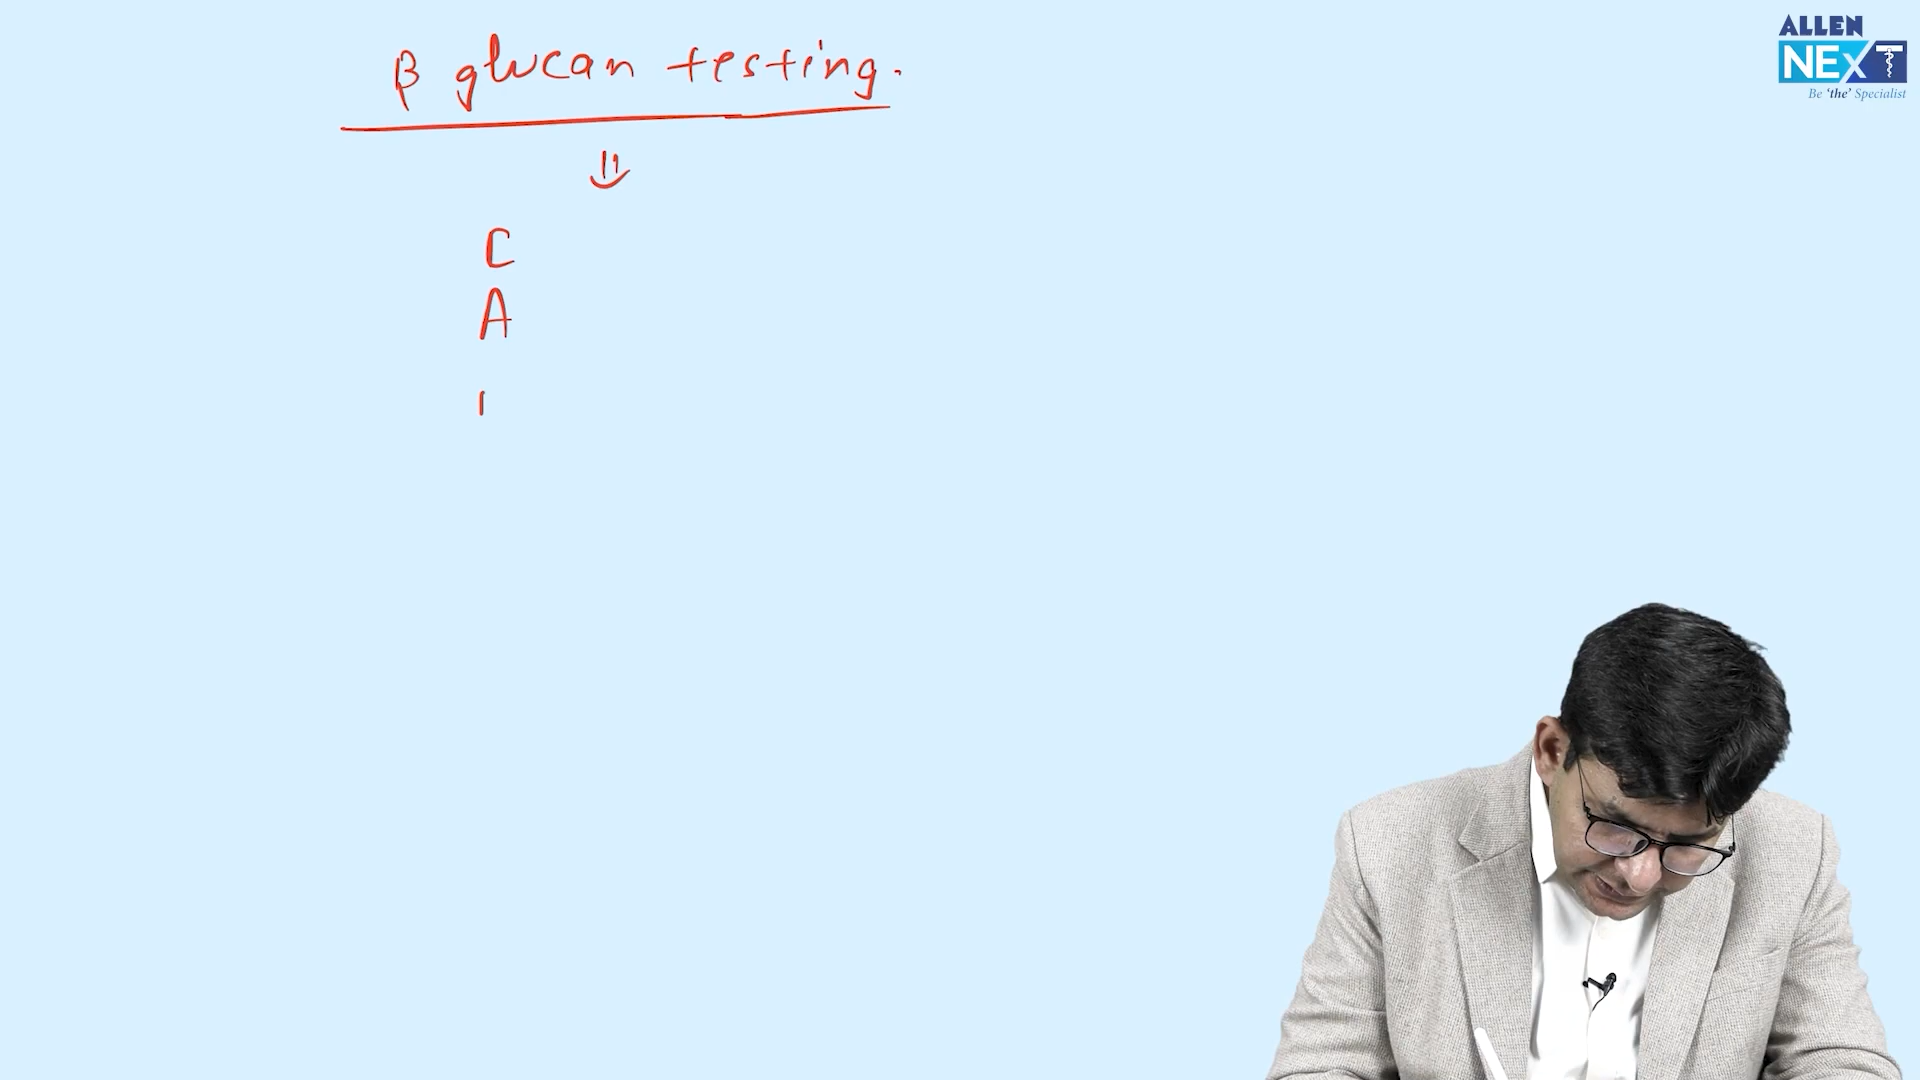 β glucan testing.
C
A
ALLEN
NExT
Be 'the' Specialist